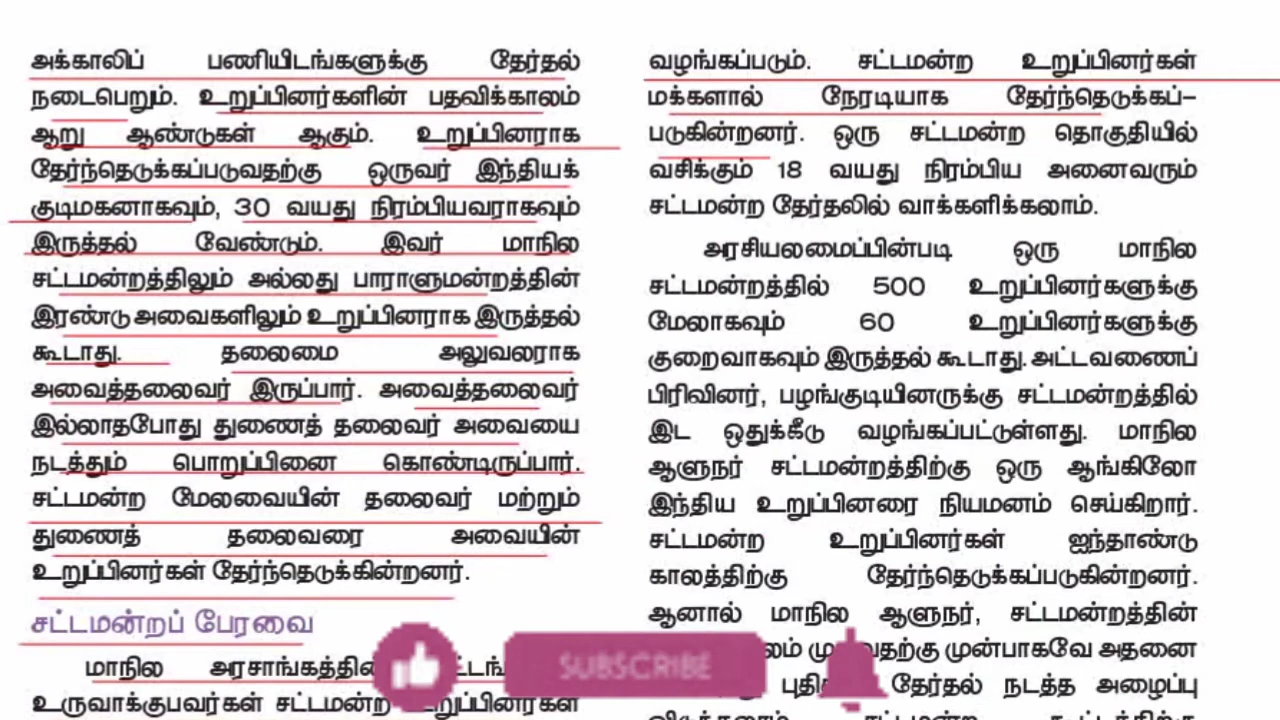 அக்காலிப் பணியிடங்களுக்கு தேர்தல்
நடைபெறும். உறுப்பினர்களின் பதவிக்காலம்
ஆறு ஆண்டுகள் ஆகும். உறுப்பினராக
தேர்ந்தெடுக்கப்படுவதற்கு ஒருவர் இந்தியக்
குடிமகனாகவும், 30 வயது நிரம்பியவராகவும்
இருத்தல் வேண்டும். இவர் மாநில
சட்டமன்றத்திலும் அல்லது பாராளுமன்றத்தின்
இரண்டு அவைகளிலும் உறுப்பினராக இருத்தல்
கூடாது. தலைமை அலுவலராக
அவைத்தலைவர் இருப்பார். அவைத்தலைவர்
இல்லாதபோது துணைத் தலைவர் அவையை
நடத்தும் பொறுப்பினை கொண்டிருப்பார்.
சட்டமன்ற மேலவையின் தலைவர் மற்றும்
துணைத் தலைவரை அவையின்
உறுப்பினர்கள் தேர்ந்தெடுக்கின்றனர்.
சட்டமன்றப் பேரவை
மாநில
உருவாக்குபவர்கள் சட்டமன்ற உறுப்பினர்கள்
வழங்கப்படும். சட்டமன்ற உறுப்பினர்கள்
மக்களால் நேரடியாக தேர்ந்தெடுக்கப்-
படுகின்றனர். ஒரு சட்டமன்ற தொகுதியில்
வசிக்கும் 18 வயது நிரம்பிய அனைவரும்
சட்டமன்ற தேர்தலில் வாக்களிக்கலாம்.
அரசியலமைப்பின்படி ஒரு மாநில
சட்டமன்றத்தில் 500 உறுப்பினர்களுக்கு
மேலாகவும் 60 உறுப்பினர்களுக்கு
குறைவாகவும் இருத்தல் கூடாது. அட்டவணைப்
பிரிவினர், பழங்குடியினருக்கு சட்டமன்றத்தில்
இட ஒதுக்கீடு வழங்கப்பட்டுள்ளது. மாநில
ஆளுநர் சட்டமன்றத்திற்கு ஒரு ஆங்கிலோ
இந்திய உறுப்பினரை நியமனம் செய்கிறார்.
சட்டமன்ற உறுப்பினர்கள் ஐந்தாண்டு
காலத்திற்கு தேர்ந்தெடுக்கப்படுகின்றனர்.
ஆனால் மாநில ஆளுநர், சட்டமன்றத்தின்
முன்பாகவே அதனை
தேர்தல் நடத்த அழைப்பு
SUBSCRIBE